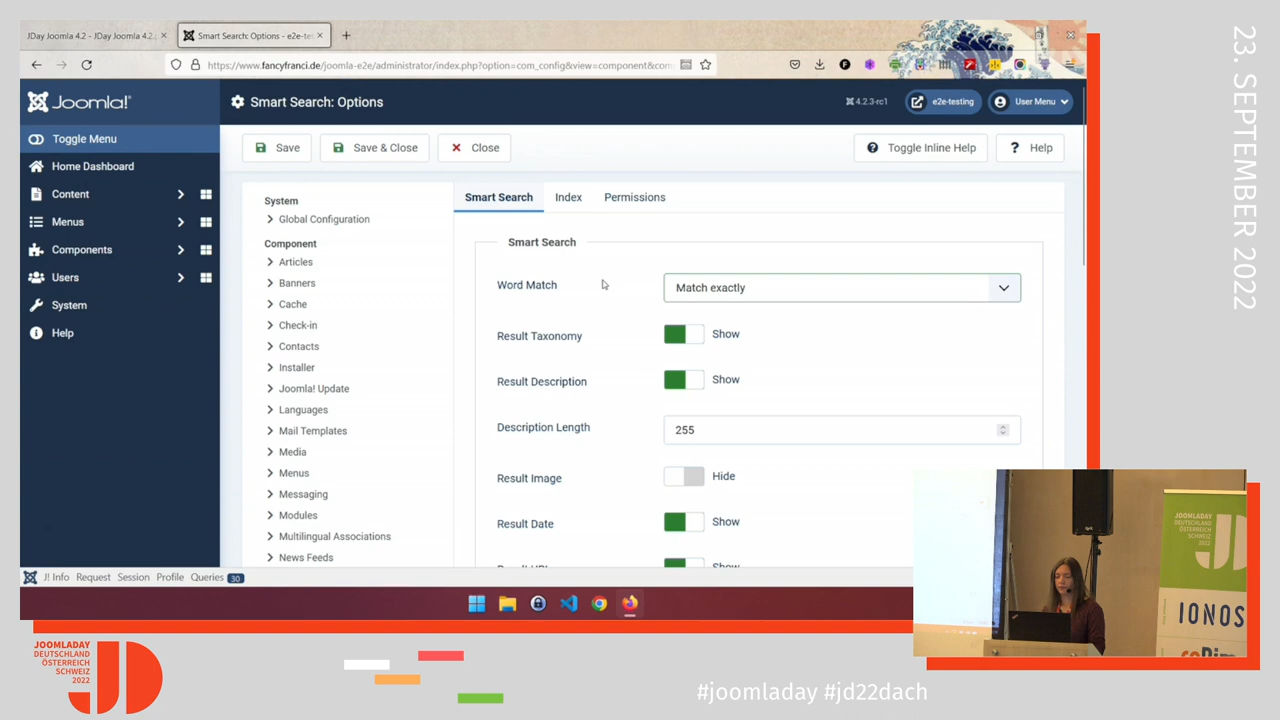 JDay Joomla 4.2 - JDay Joomla 4.2
Smart Search: Options - e2e-te
https://www.fancyfranci.de/joomla-e2e/administrator/index.php?option=com_config&view=component&com
Joomla!
Smart Search: Options
4.2.3-rc1
e2e-testing
User Menu
Toggle Menu
Home Dashboard
Content
Menus
Components
Users
System
Help
Save
Save & Close
Close
Toggle Inline Help
? Help
System
Global Configuration
Component
Articles
Banners
Cache
Check-in
Contacts
Installer
Joomla! Update
Languages
Mail Templates
Media
Menus
Messaging
Modules
Multilingual Associations
News Feeds
Smart Search
Index
Permissions
Smart Search
Word Match
Match exactly
Result Taxonomy
Show
Result Description
Show
Description Length
255
Result Image
Hide
Result Date
Show
J! Info
Request
Session
Profile
Queries
30
23. SEPTEMBER 2022
JOOMLADAY
DEUTSCHLAND
ÖSTERREICH
SCHWEIZ
2022
IONOS
JOOMLADAY
DEUTSCHLAND
ÖSTERREICH
SCHWEIZ
2022
JD
#joomladay #jd22dach